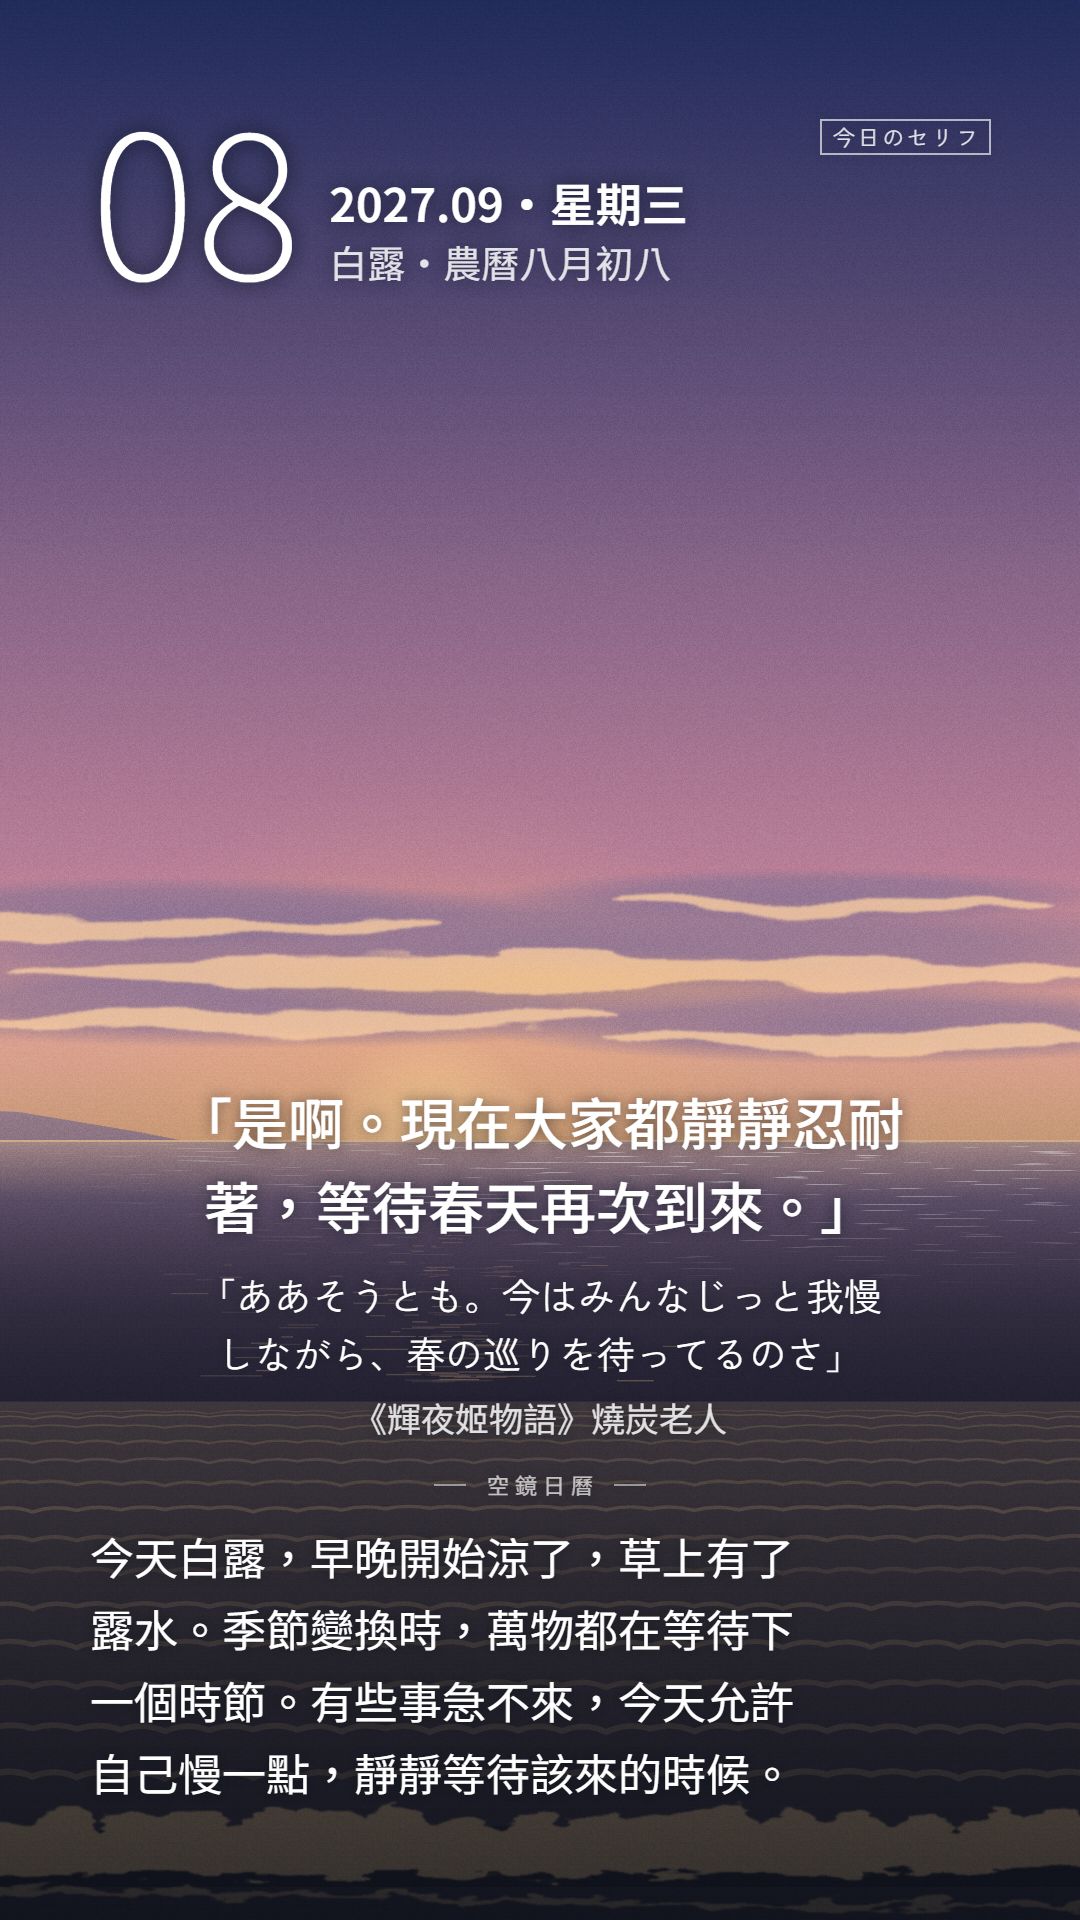 08
今日のセリフ
2027.09・星期三
白露・農曆八月初八
「是啊。現在大家都靜靜忍耐
著，等待春天再次到來。」
「ああそうとも。今はみんなじっと我慢
しながら、春の巡りを待ってるのさ」
《輝夜姬物語》燒炭老人
空鏡日曆
今天白露，早晚開始涼了，草上有了
露水。季節變換時，萬物都在等待下
一個時節。有些事急不來，今天允許
自己慢一點，靜靜等待該來的時候。